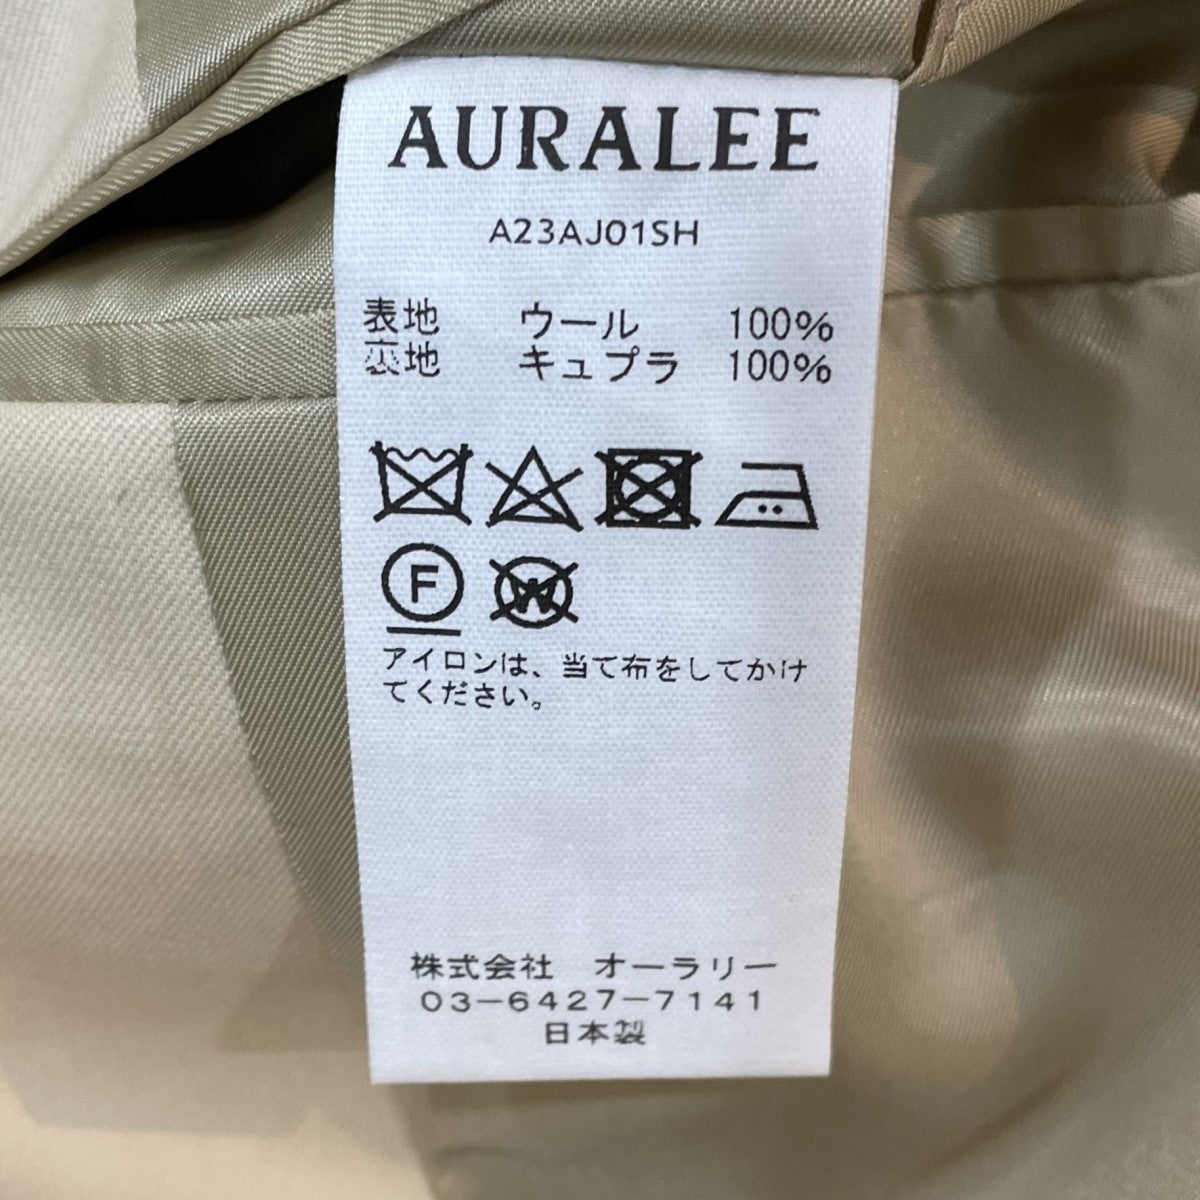 AURALEE
A23AJ01SH
表地 ウール 100%
裏地 キュプラ 100%
F
W
アイロンは、当て布をしてかけ
てください。
株式会社 オーラリー
03-6427-7141
日本製